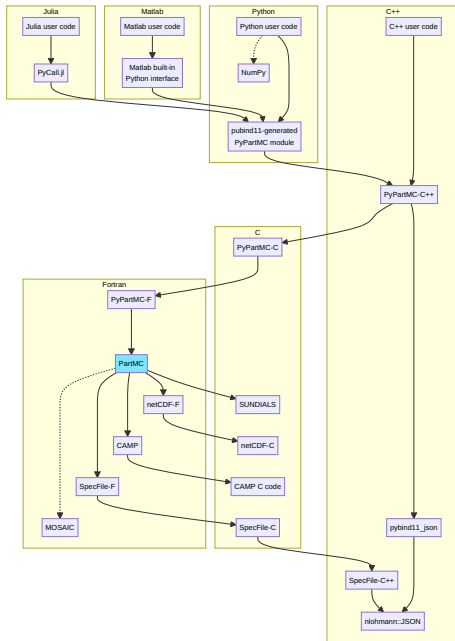 Julia
Matlab
Python
C++
Julia user code
Matlab user code
Python user code
C++ user code
PyCall.jl
Matlab built-in
Python interface
NumPy
pubind11-generated
PyPartMC module
PyPartMC-C++
C
PyPartMC-C
Fortran
PyPartMC-F
PartMC
netCDF-F
SUNDIALS
CAMP
netCDF-C
SpecFile-F
CAMP C code
MOSAIC
SpecFile-C
pybind11_json
SpecFile-C++
nlohmann::JSON